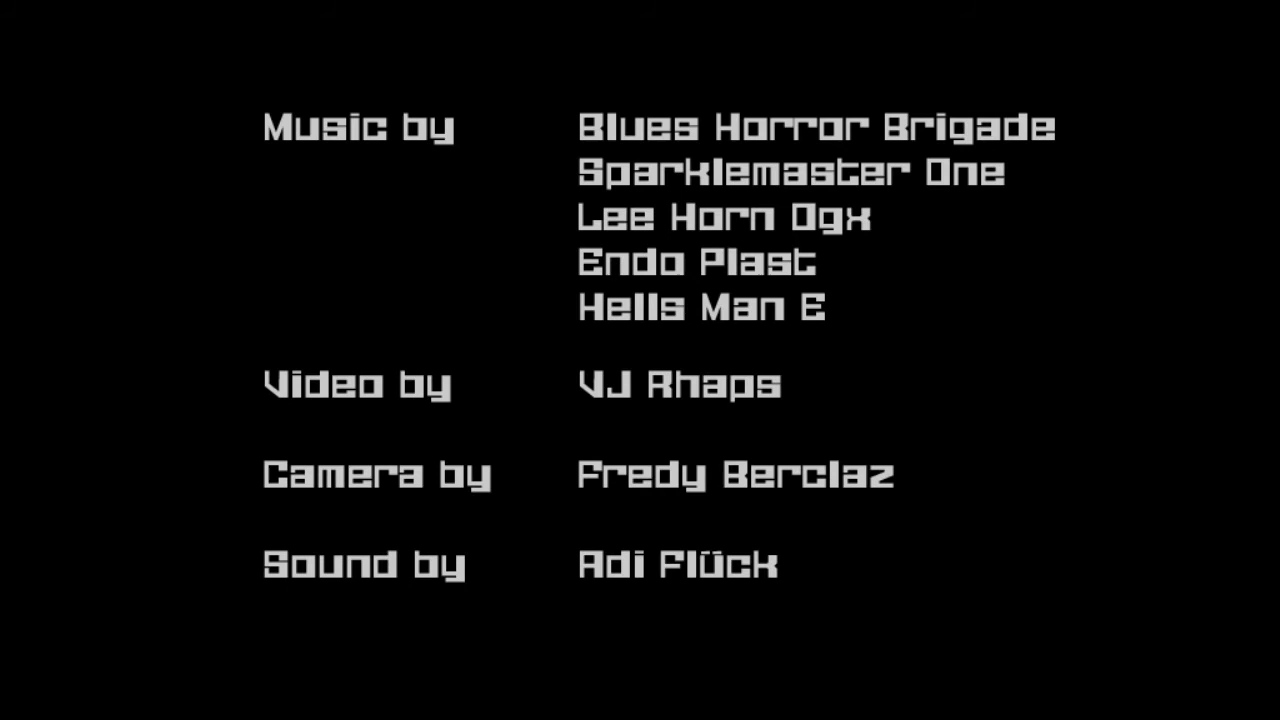 Music by Blues Horror Brigade
Sparklemaster One
Lee Horn Ogx
Endo Plast
Hells Man E
Video by VJ Rhaps
Camera by Fredy Berclaz
Sound by Adi Flück